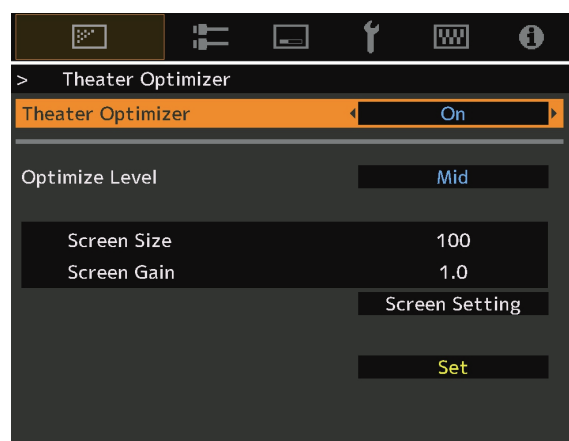 > Theater Optimizer
Theater Optimizer On
Optimize Level Mid
Screen Size 100
Screen Gain 1.0
Screen Setting
Set